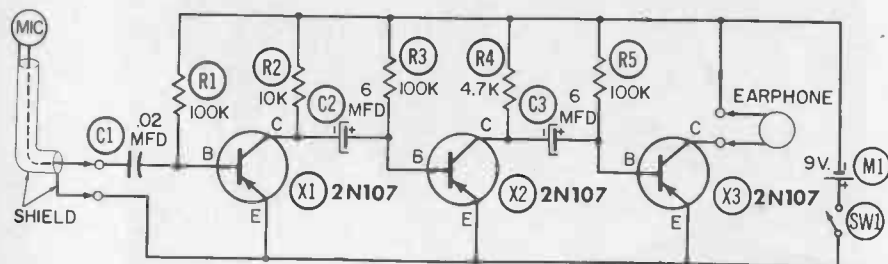 MIC
SHIELD
C1
.02
MFD
R1
100K
B
C
E
X1 2N107
R2
10K
C2
6
MFD
- +
R3
100K
B
C
E
X2 2N107
R4
4.7K
C3
6
MFD
- +
R5
100K
B
C
E
X3 2N107
EARPHONE
9V.
- +
M1
SW1